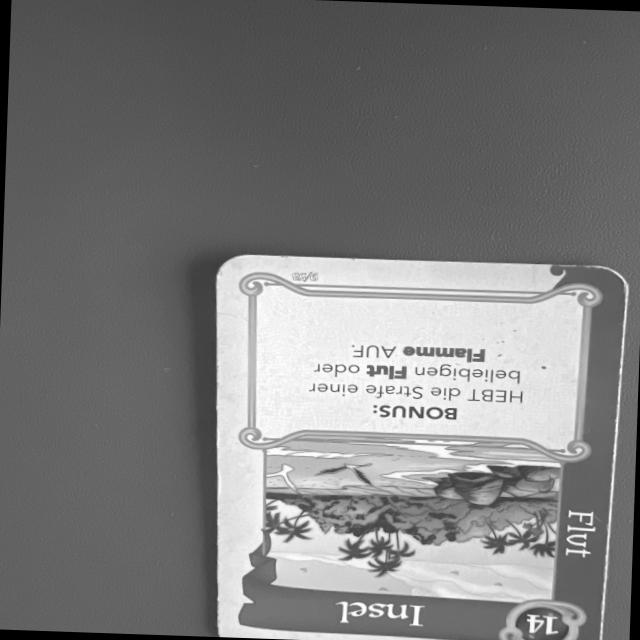 14
Insel
Flut
BONUS:
HEBT die Strafe einer
beliebigen Flut oder
Flamme AUF.